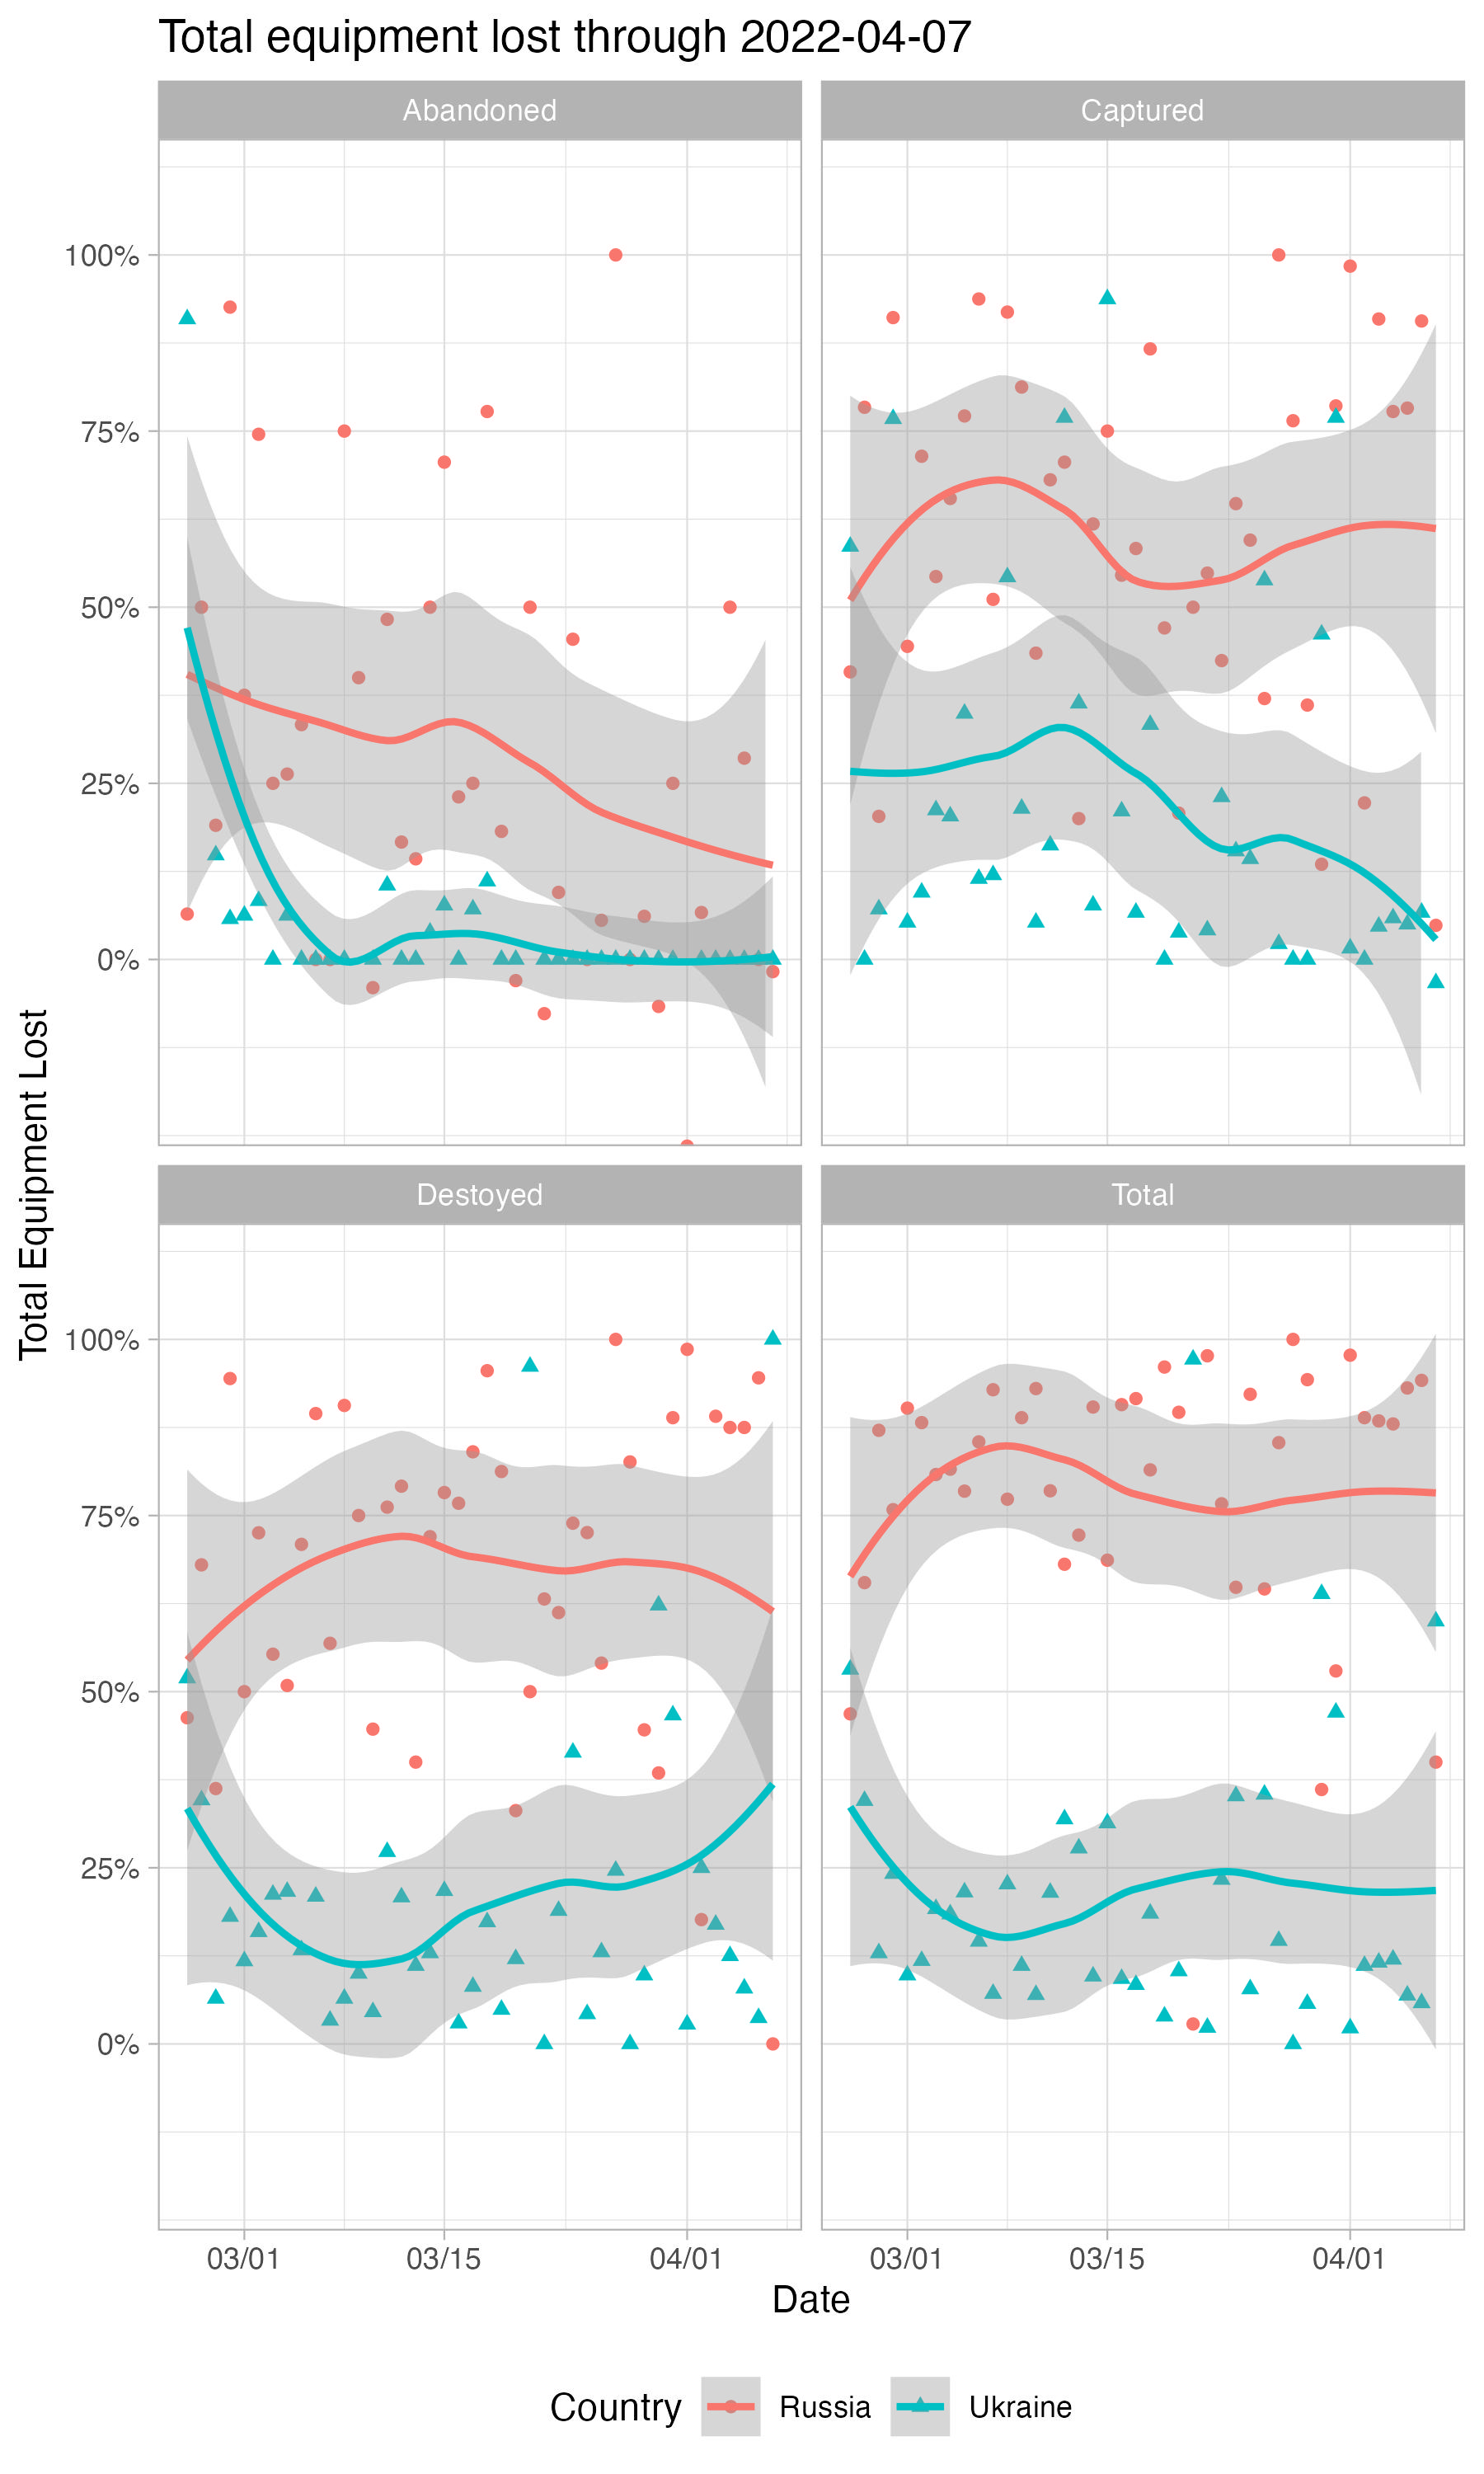 Total equipment lost through 2022-04-07
Abandoned
Captured
100%
75%
50%
25%
0%
Total Equipment Lost
Destoyed
Total
100%
75%
50%
25%
0%
03/01
03/15
04/01
03/01
03/15
04/01
Date
Country
Russia
Ukraine